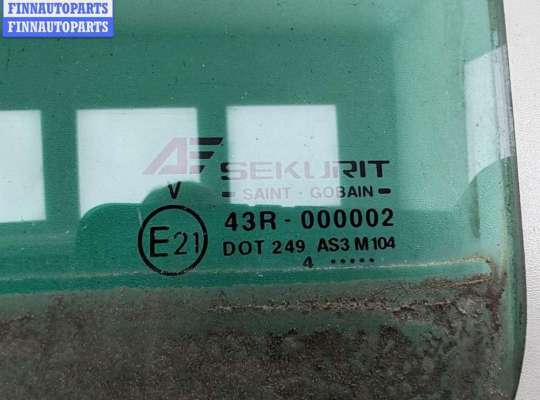 FINNAUTOPARTS
FINNAUTOPARTS
SEKURIT
V
SAINT - GOBAIN
E21
43R - 000002
DOT 249 AS3 M104
4 •••••